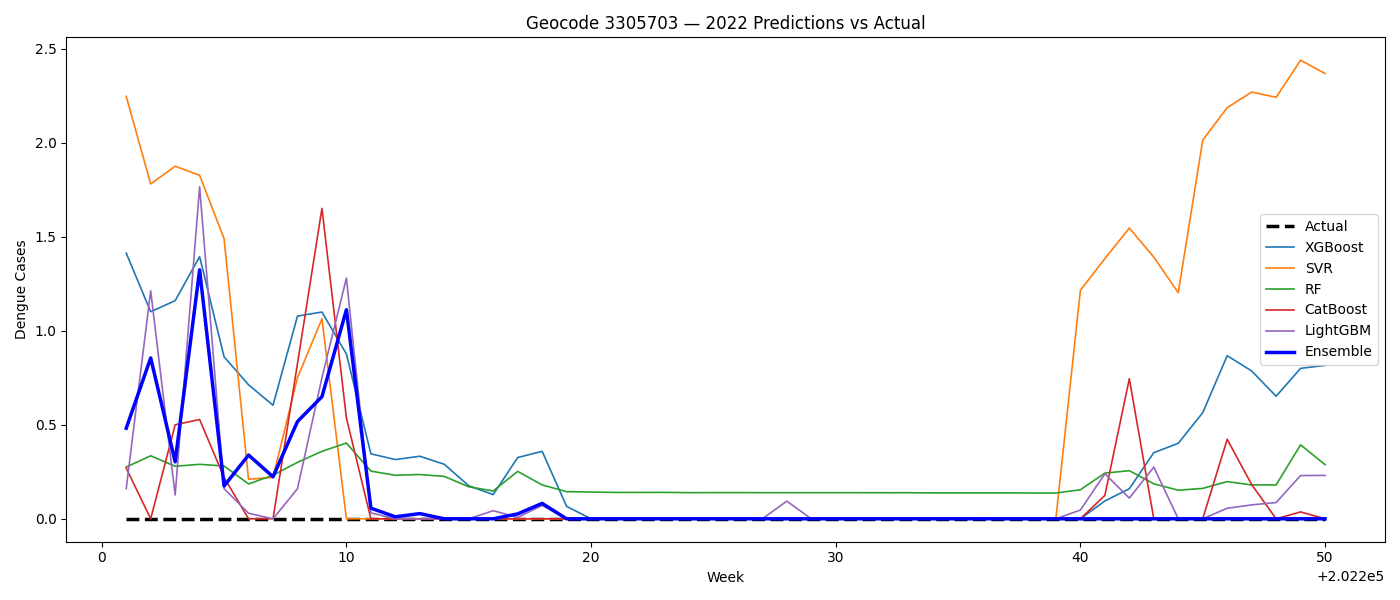 Geocode 3305703 — 2022 Predictions vs Actual
2.5
2.0
1.5
1.0
0.5
0.0
Dengue Cases
Actual
XGBoost
SVR
RF
CatBoost
LightGBM
Ensemble
0 10 20 30 40 50
Week
+2.022e5